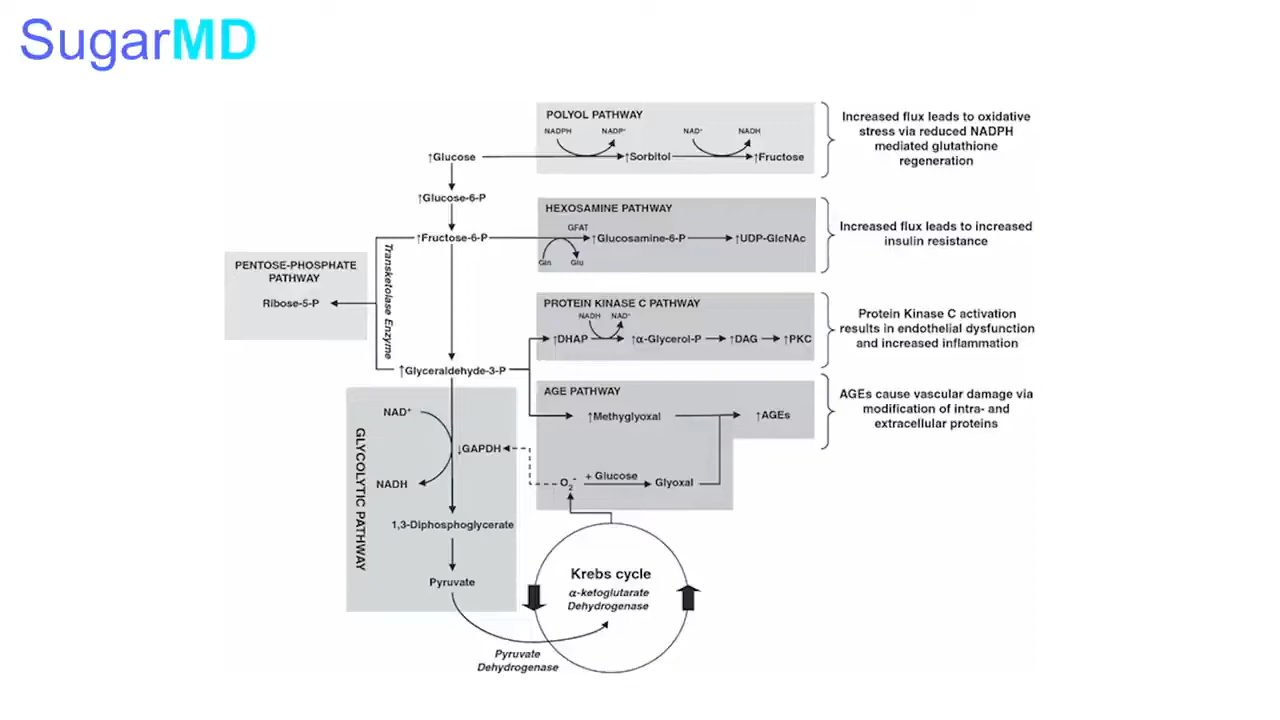 SugarMD
POLYOL PATHWAY
NADPH NADP⁺ NAD⁺ NADH
↑Glucose ↑Sorbitol ↑Fructose
Increased flux leads to oxidative
stress via reduced NADPH
mediated glutathione
regeneration
↑Glucose-6-P
HEXOSAMINE PATHWAY
GFAT
↑Fructose-6-P ↑Glucosamine-6-P ↑UDP-GlcNAc
Gln Glu
Increased flux leads to increased
insulin resistance
PENTOSE-PHOSPHATE
PATHWAY
Ribose-5-P
Transketolase Enzyme
PROTEIN KINASE C PATHWAY
NADH NAD⁺
↑DHAP ↑α-Glycerol-P ↑DAG ↑PKC
Protein Kinase C activation
results in endothelial dysfunction
and increased inflammation
↑Glyceraldehyde-3-P
AGE PATHWAY
↑Methyglyoxal ↑AGEs
AGEs cause vascular damage via
modification of intra- and
extracellular proteins
GLYCOLYTIC PATHWAY
NAD⁺
↓GAPDH
NADH
O₂⁻ + Glucose Glyoxal
1,3-Diphosphoglycerate
Pyruvate
Krebs cycle
α-ketoglutarate
Dehydrogenase
Pyruvate
Dehydrogenase